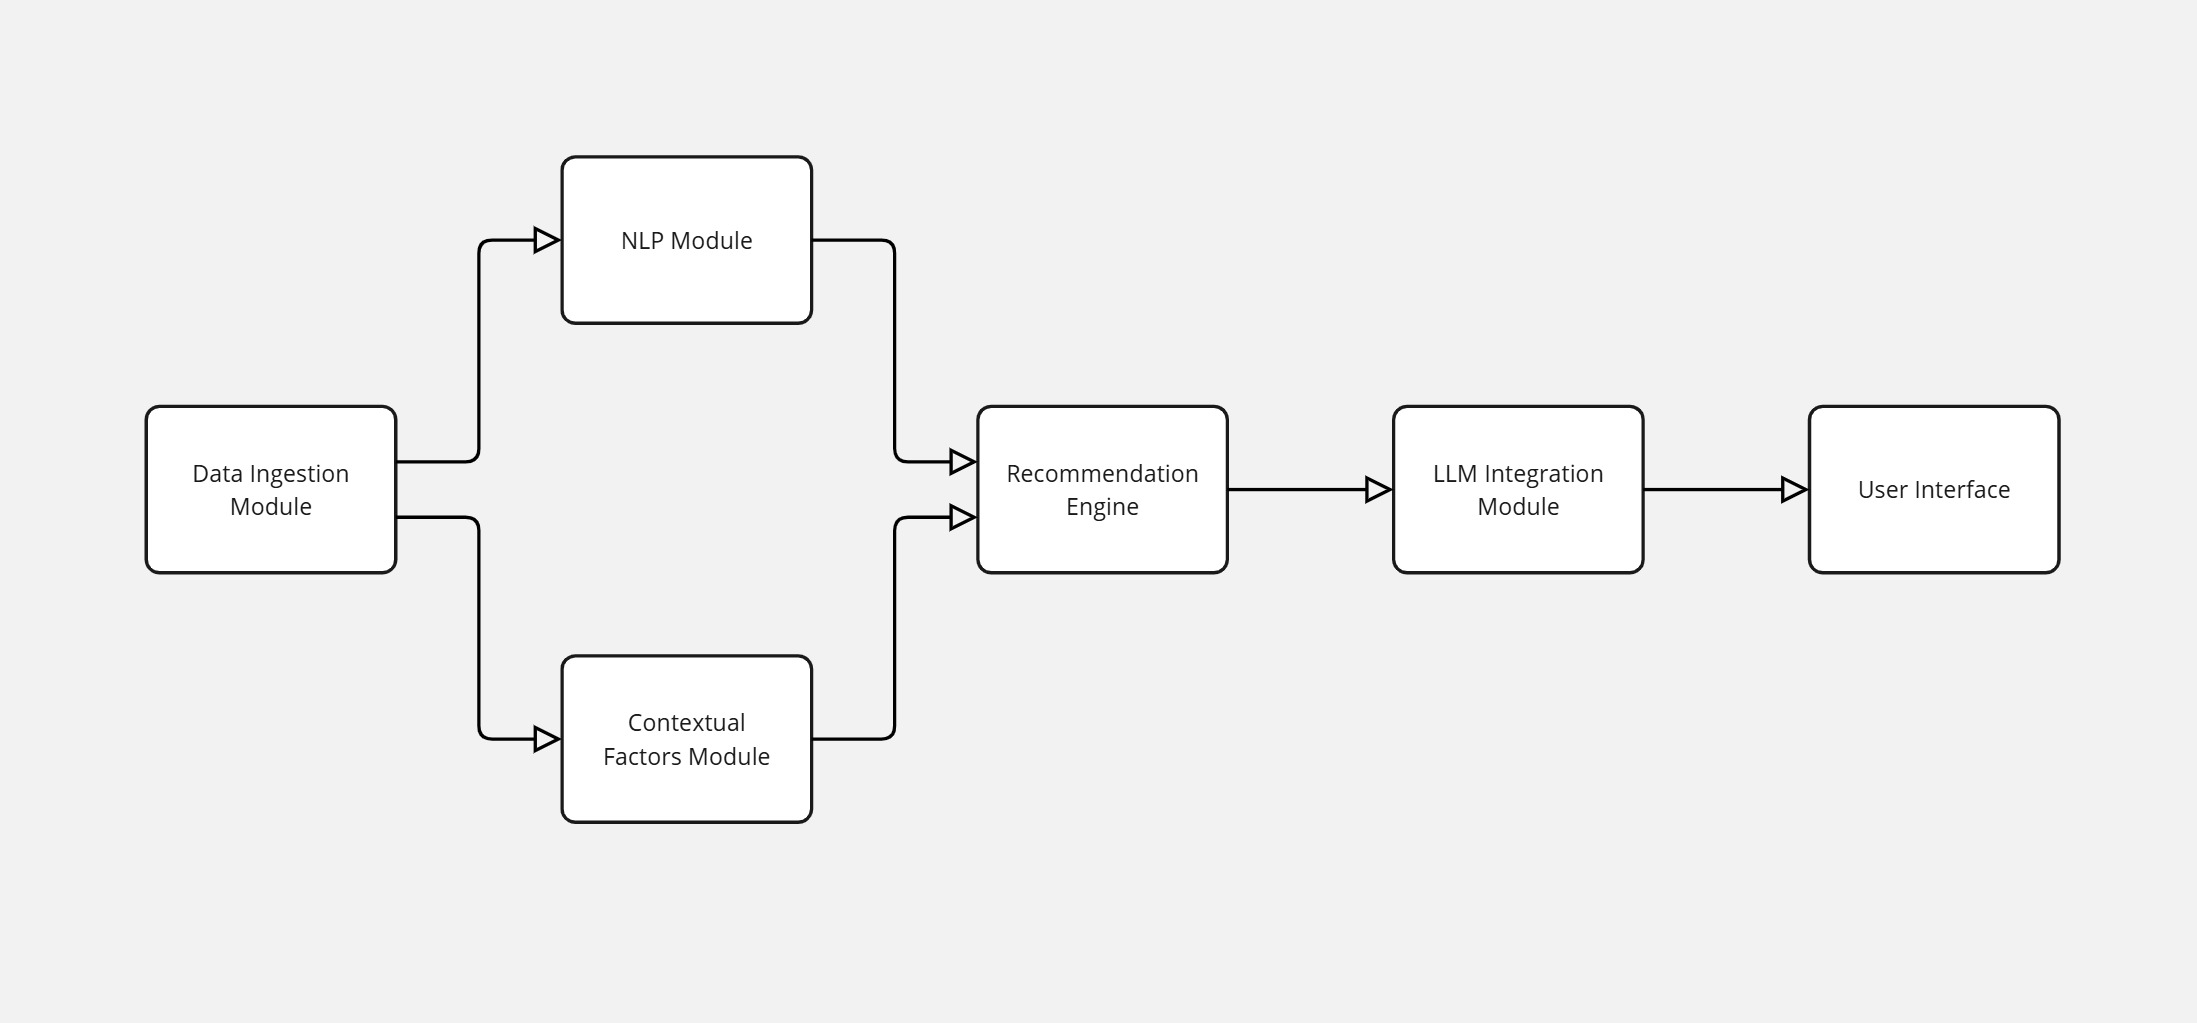 NLP Module
Data Ingestion
Module
Recommendation
Engine
LLM Integration
Module
User Interface
Contextual
Factors Module